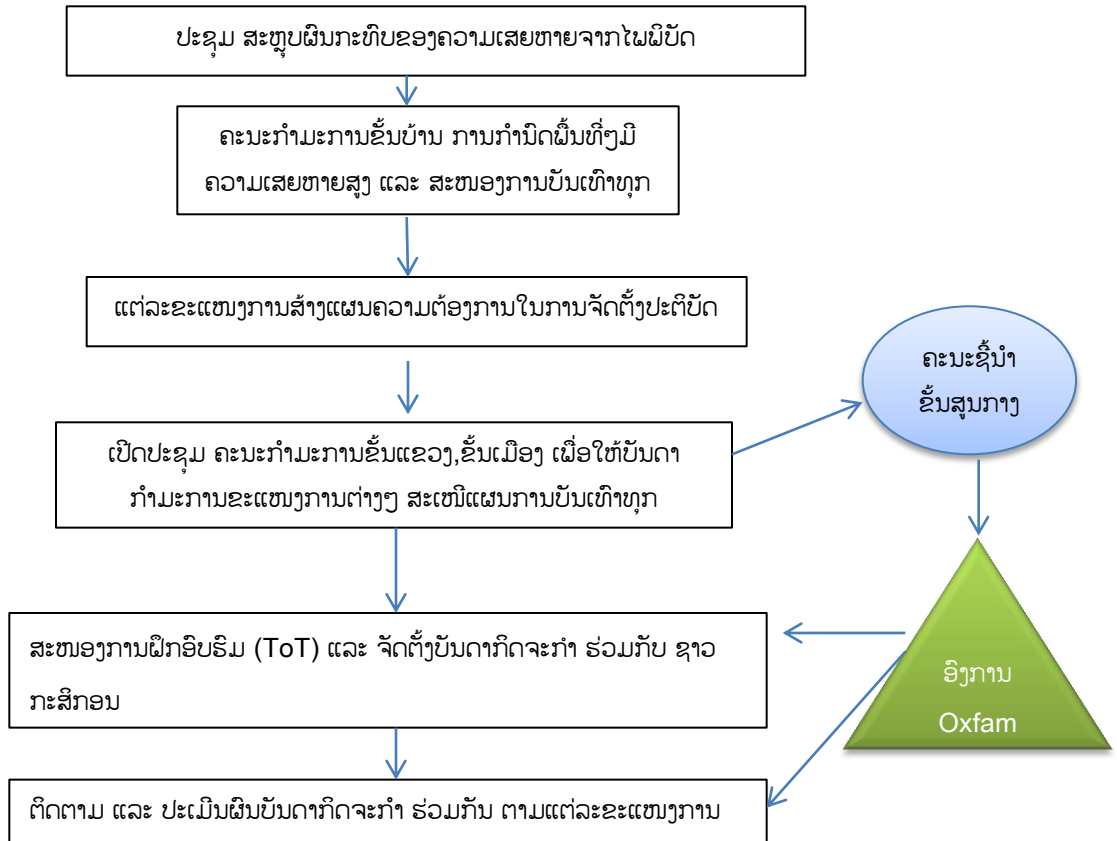 ປະຊຸມ ສະຫຼຸບຜົນກະທົບຂອງຄວາມເສຍຫາຍຈາກໄພພິບັດ
ຄະນະກຳມະການຂັ້ນບ້ານ ການກຳນົດພື້ນທີ່ໆມີ
ຄວາມເສຍຫາຍສູງ ແລະ ສະໜອງການບັນເທົາທຸກ
ແຕ່ລະຂະແໜງການສ້າງແຜນຄວາມຕ້ອງການໃນການຈັດຕັ້ງປະຕິບັດ
ຄະນະຊີ້ນຳ
ຂັ້ນສູນກາງ
ເປີດປະຊຸມ ຄະນະກຳມະການຂັ້ນແຂວງ,ຂັ້ນເມືອງ ເພື່ອໃຫ້ບັນດາ
ກຳມະການຂະແໜງການຕ່າງໆ ສະເໜີແຜນການບັນເທົາທຸກ
ສະໜອງການຝຶກອົບຮົມ (ToT) ແລະ ຈັດຕັ້ງບັນດາກິດຈະກຳ ຮ່ວມກັບ ຊາວ
ກະສິກອນ
ອົງການ
Oxfam
ຕິດຕາມ ແລະ ປະເມີນຜົນບັນດາກິດຈະກຳ ຮ່ວມກັນ ຕາມແຕ່ລະຂະແໜງການ